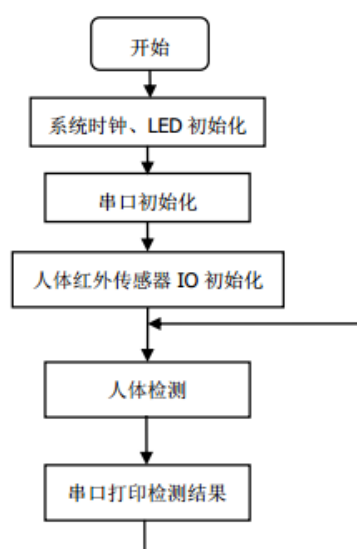 开始
系统时钟、LED 初始化
串口初始化
人体红外传感器 IO 初始化
人体检测
串口打印检测结果